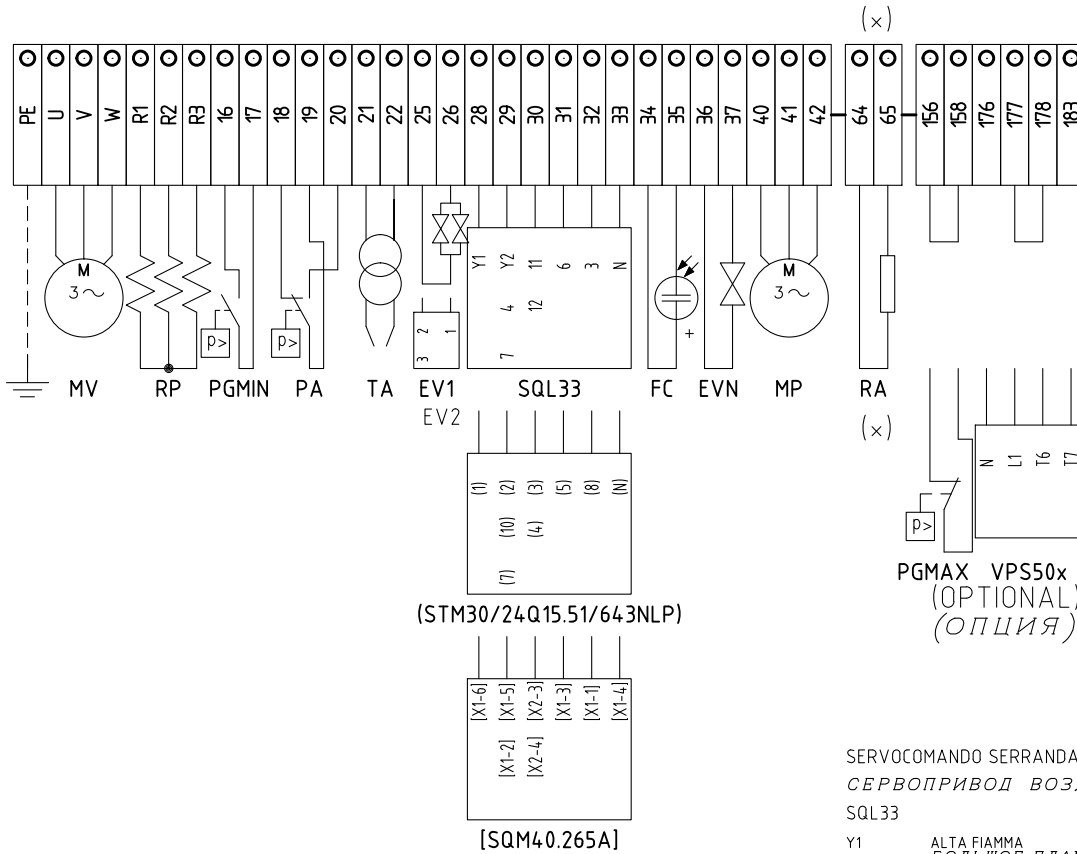 (x)
PE U V W R1 R2 R3 16 17 18 19 20 21 22 25 26 28 29 30 31 32 33 34 35 36 37 40 41 42 64 65 156 158 176 177 178 183
M
3~
p>
p>
2 1
3
Y1 Y2 11 6 3 N
4 12
7
+
M
3~
MV RP PGMIN PA TA EV1 SQL33 FC EVN MP RA
EV2
(x)
(1) (2) (3) (5) (8) (N)
(10) (4)
(7)
(STM30/24Q15.51/643NLP)
N L1 T6 T7
p>
PGMAX VPS50x
(OPTIONAL)
(ОПЦИЯ)
[X1-6] [X1-5] [X2-3] [X1-3] [X1-1] [X1-4]
[X1-2] [X2-4]
[SQM40.265A]
SERVOCOMANDO SERRANDA
СЕРВОПРИВОД
SQL33
Y1 ALTA FIAMMA